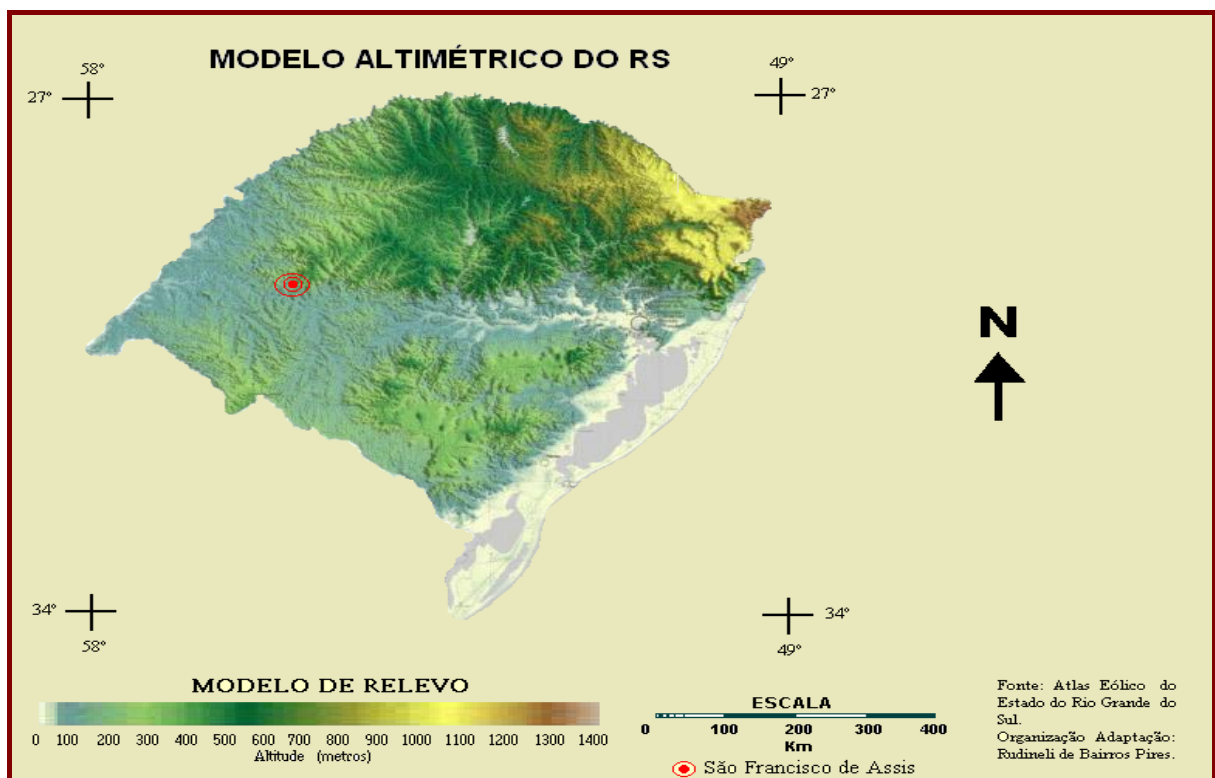 MODELO ALTIMÉTRICO DO RS
58°
49°
27°
27°
N
34°
34°
58°
49°
MODELO DE RELEVO
0 100 200 300 400 500 600 700 800 900 1000 1100 1200 1300 1400
Altitude (metros)
ESCALA
0 100 200 300 400
Km
São Francisco de Assis
Fonte: Atlas Eólico do
Estado do Rio Grande do
Sul.
Organização Adaptação:
Rudineli de Bairros Pires.